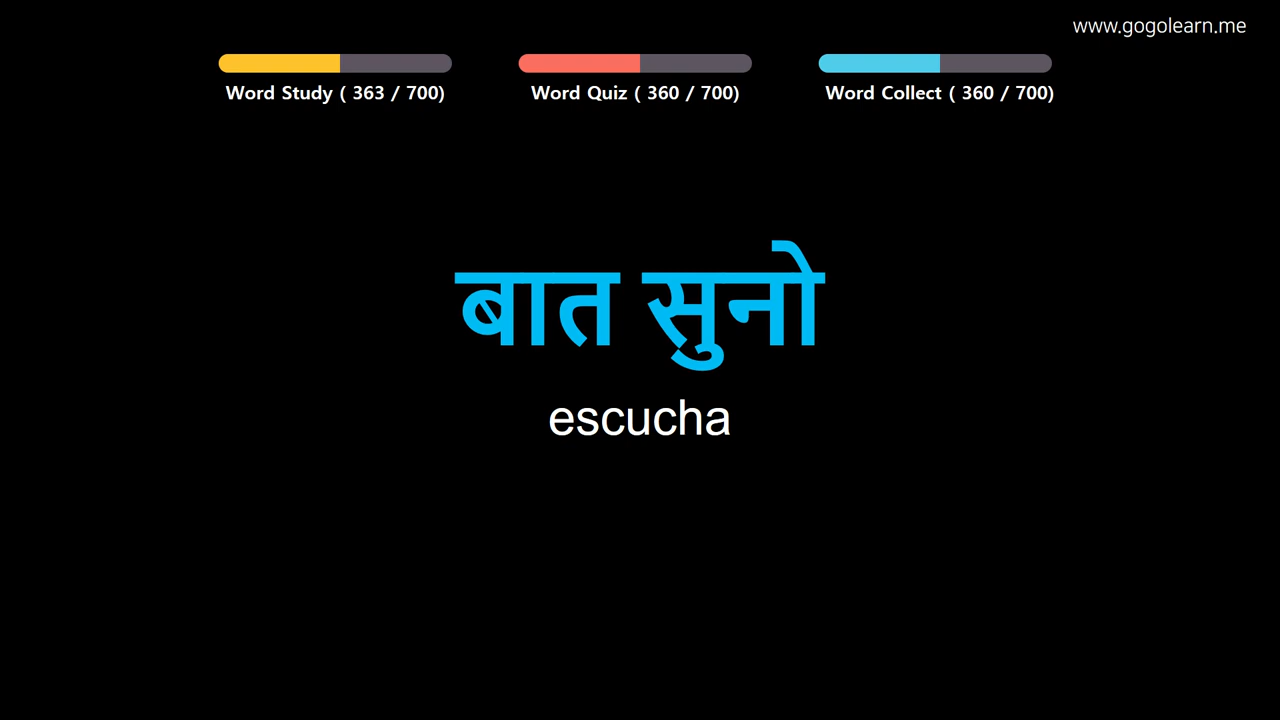 www.gogolearn.me
Word Study ( 363 / 700)
Word Quiz ( 360 / 700)
Word Collect ( 360 / 700)
बात सुनो
escucha